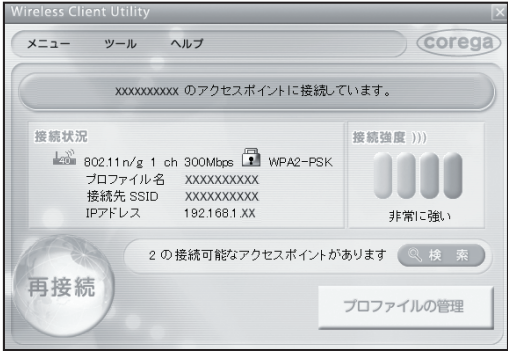 Wireless Client Utility
メニュー ツール ヘルプ corega
xxxxxxxxxx のアクセスポイントに接続しています。
接続状況
接続強度 )))
40 802.11n/g 1 ch 300Mbps WPA2-PSK
プロファイル名 XXXXXXXXXX
接続先 SSID XXXXXXXXXX
IPアドレス 192.168.1.XX
非常に強い
2 の接続可能なアクセスポイントがあります 検 索
再接続
プロファイルの管理